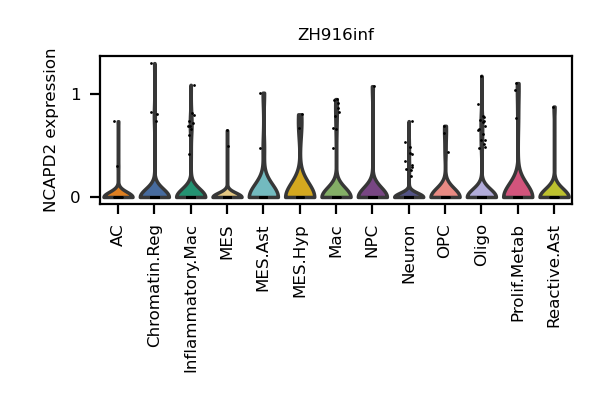 ZH916inf
NCAPD2 expression
1
0
AC
Chromatin.Reg
Inflammatory.Mac
MES
MES.Ast
MES.Hyp
Mac
NPC
Neuron
OPC
Oligo
Prolif.Metab
Reactive.Ast